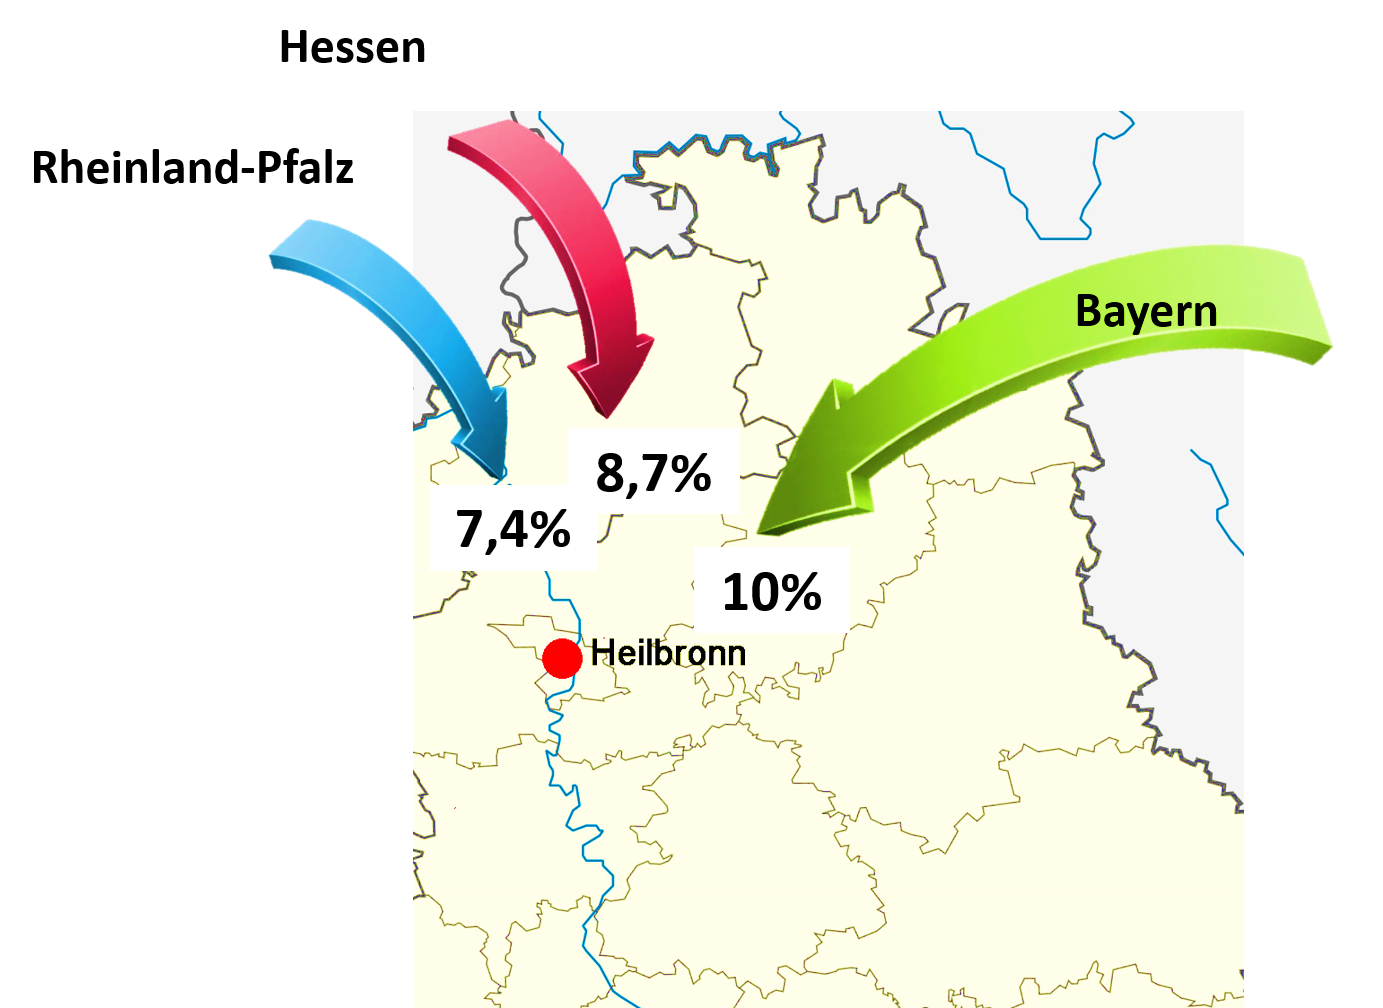 Hessen
Rheinland-Pfalz
Bayern
8,7%
7,4%
10%
Heilbronn